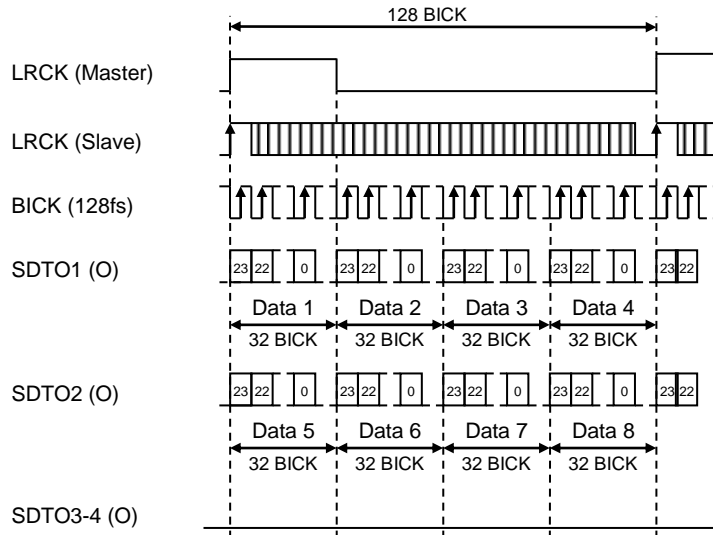 128 BICK
LRCK (Master)
LRCK (Slave)
BICK (128fs)
SDTO1 (O)
23 22 0 23 22 0 23 22 0 23 22 0 23 22
Data 1 Data 2 Data 3 Data 4
32 BICK 32 BICK 32 BICK 32 BICK
SDTO2 (O)
23 22 0 23 22 0 23 22 0 23 22 0 23 22
Data 5 Data 6 Data 7 Data 8
32 BICK 32 BICK 32 BICK 32 BICK
SDTO3-4 (O)